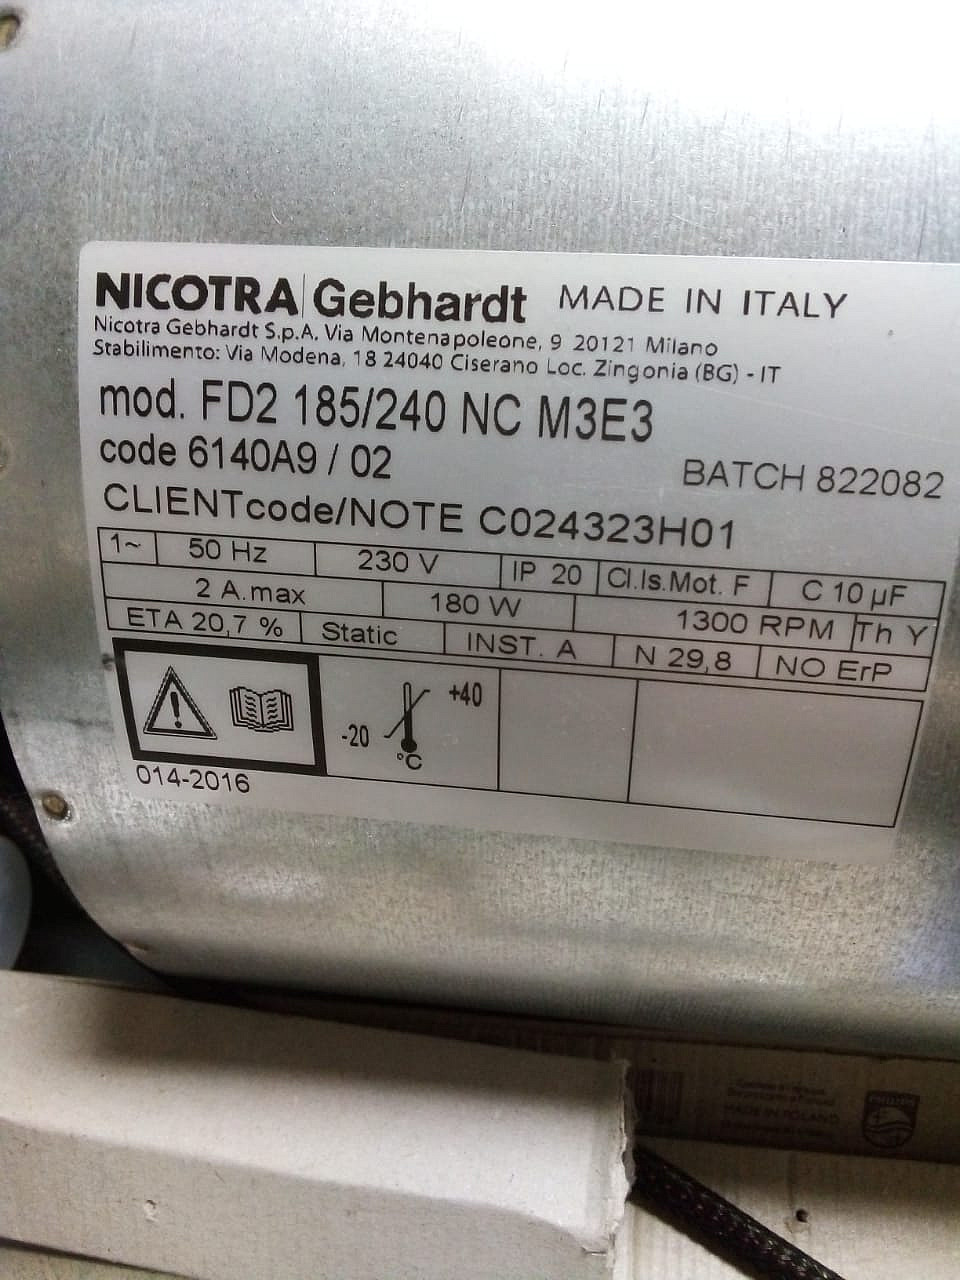 NICOTRA Gebhardt MADE IN ITALY
Nicotra Gebhardt S.p.A. Via Montenapoleone, 9 20121 Milano
Stabilimento: Via Modena, 18 24040 Ciserano Loc. Zingonia (BG) - IT
mod. FD2 185/240 NC M3E3
code 6140A9 / 02 BATCH 822082
CLIENTcode/NOTE C024323H01
1~ 50 Hz 230 V IP 20 Cl.Is.Mot. F C 10 µF
2 A.max 180 W 1300 RPM Th Y
ETA 20,7 % Static INST. A N 29,8 NO ErP
-20 +40
°C
014-2016
PHILIPS
MADE IN POLAND